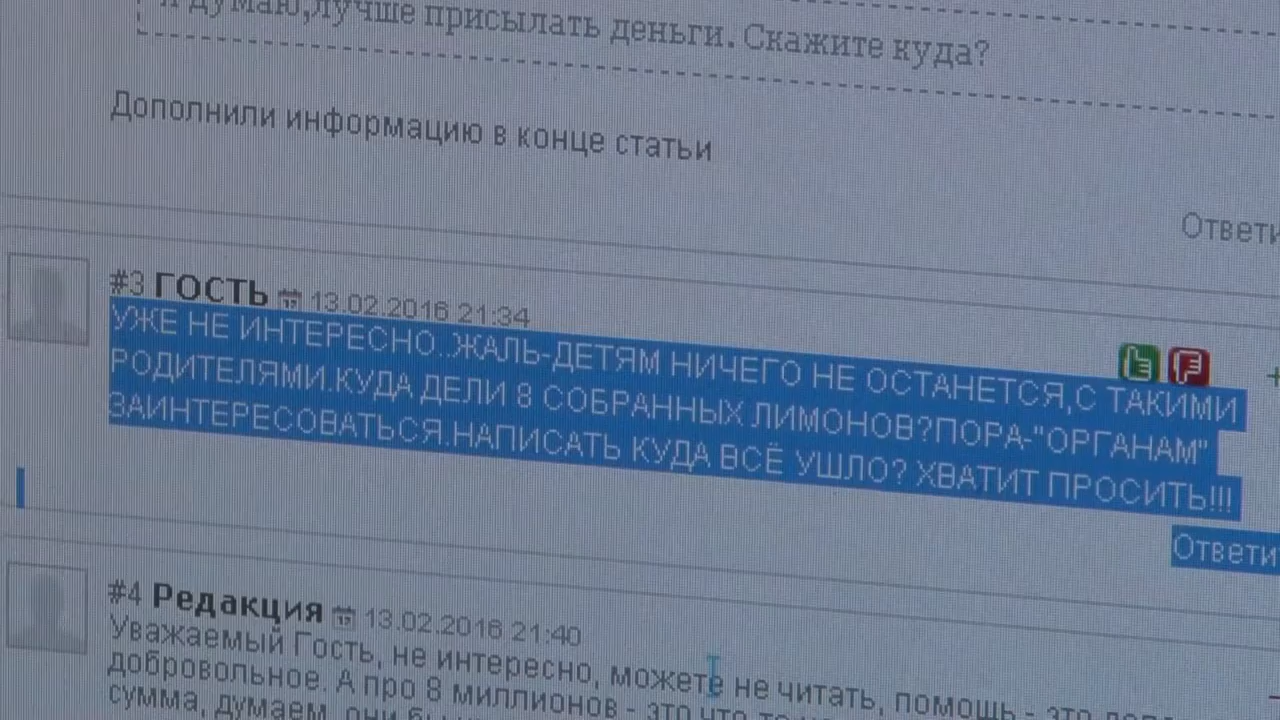 думаю,лучше присылать деньги. Скажите куда?
Дополнили информацию в конце статьи
#3 ГОСТЬ 13.02.2016 21:34
УЖЕ НЕ ИНТЕРЕСНО..ЖАЛЬ-ДЕТЯМ НИЧЕГО НЕ ОСТАНЕТСЯ,С ТАКИМИ
РОДИТЕЛЯМИ.КУДА ДЕЛИ 8 СОБРАННЫХ ЛИМОНОВ?ПОРА-"ОРГАНАМ"
ЗАИНТЕРЕСОВАТЬСЯ.НАПИСАТЬ КУДА ВСЁ УШЛО? ХВАТИТ ПРОСИТЬ!!!
#4 Редакция 13.02.2016 21:40
Уважаемый Гость, не интересно, можете не читать, помощь - это
добровольное. А про 8 миллионов - это что
сумма, думаем, они